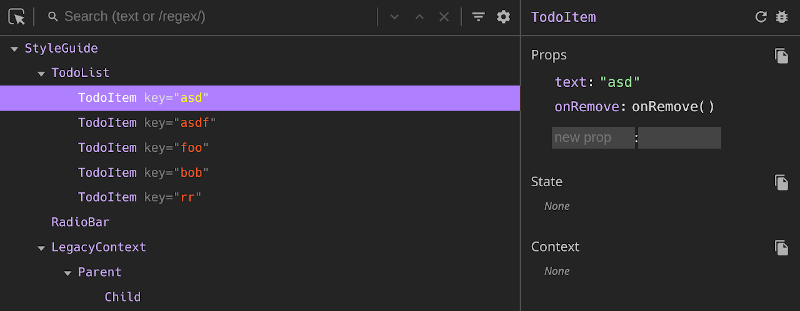 Search (text or /regex/)
StyleGuide
TodoList
TodoItem key="asd"
TodoItem key="asdf"
TodoItem key="foo"
TodoItem key="bob"
TodoItem key="rr"
RadioBar
LegacyContext
Parent
Child
TodoItem
Props
text: "asd"
onRemove: onRemove()
new prop :
State
None
Context
None